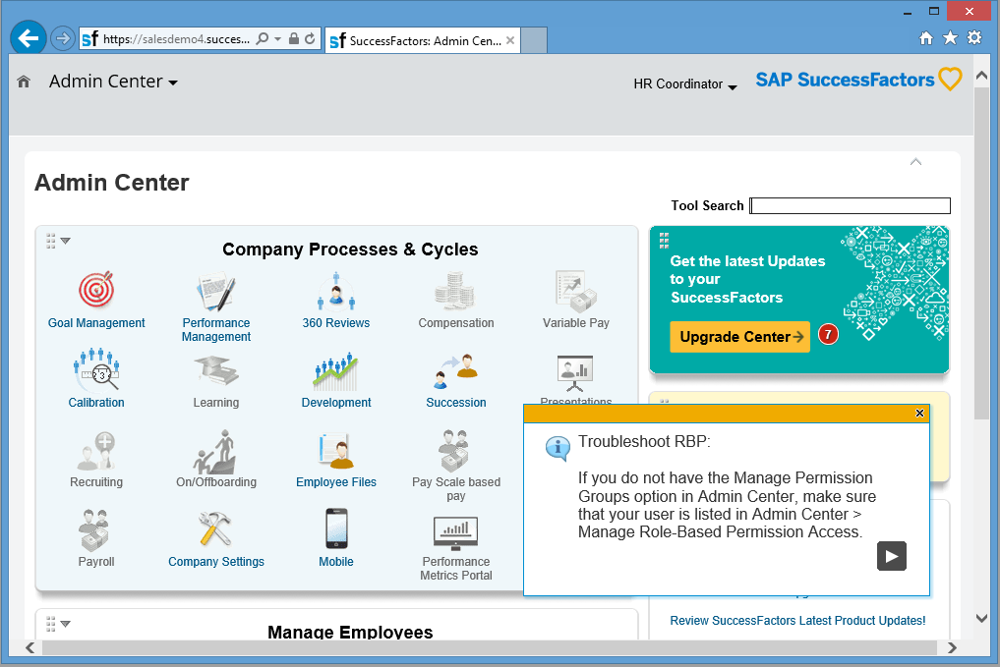 https://salesdemo4.succes...
SuccessFactors: Admin Cen...
Admin Center
HR Coordinator
SAP SuccessFactors
Admin Center
Tool Search
Company Processes & Cycles
Goal Management
Performance
Management
360 Reviews
Compensation
Variable Pay
Calibration
Learning
Development
Succession
Presentations
Recruiting
On/Offboarding
Employee Files
Pay Scale based
pay
Payroll
Company Settings
Mobile
Performance
Metrics Portal
Get the latest Updates
to your
SuccessFactors
Upgrade Center
7
Troubleshoot RBP:
If you do not have the Manage Permission
Groups option in Admin Center, make sure
that your user is listed in Admin Center >
Manage Role-Based Permission Access.
Review SuccessFactors Latest Product Updates!
Manage Employees